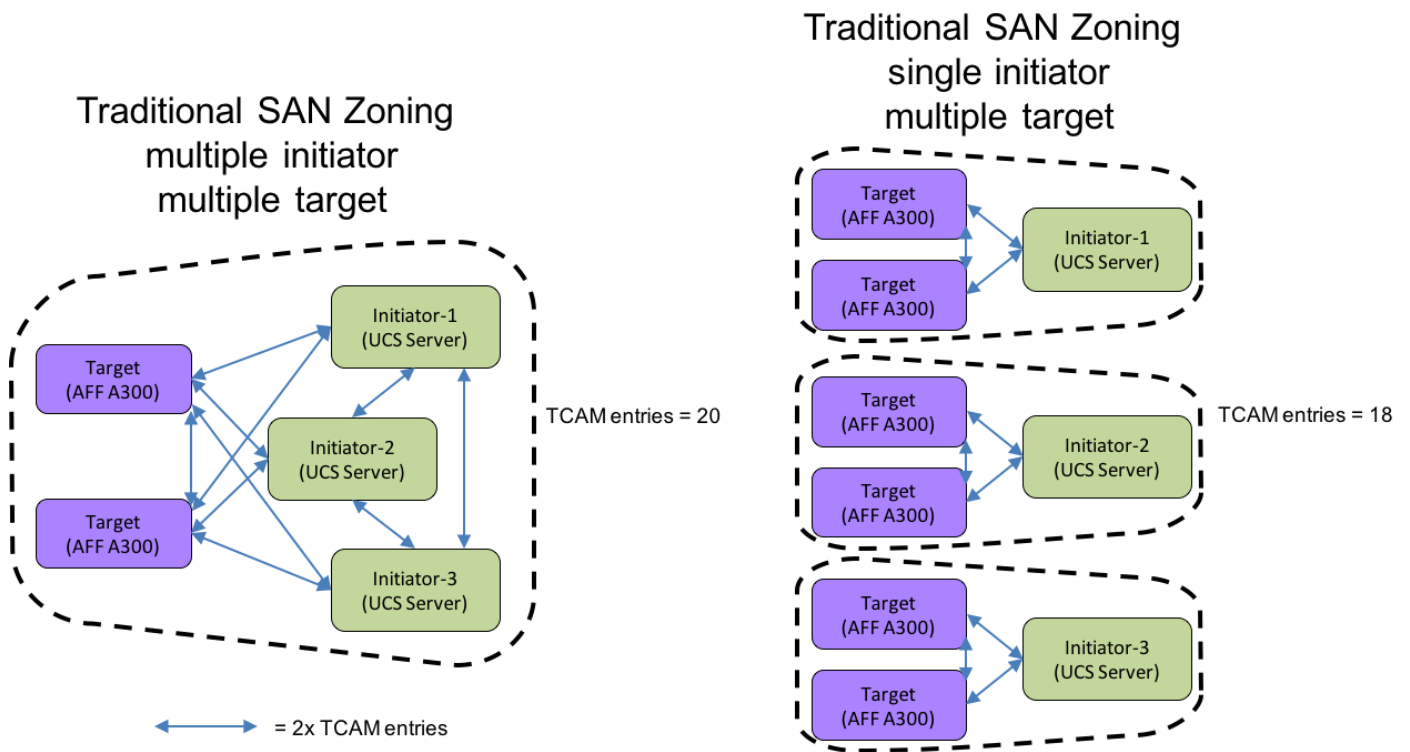 Traditional SAN Zoning
multiple initiator
multiple target
Target
(AFF A300)
Target
(AFF A300)
Initiator-1
(UCS Server)
Initiator-2
(UCS Server)
Initiator-3
(UCS Server)
TCAM entries = 20
= 2x TCAM entries
Traditional SAN Zoning
single initiator
multiple target
Target
(AFF A300)
Target
(AFF A300)
Initiator-1
(UCS Server)
Target
(AFF A300)
Target
(AFF A300)
Initiator-2
(UCS Server)
TCAM entries = 18
Target
(AFF A300)
Target
(AFF A300)
Initiator-3
(UCS Server)